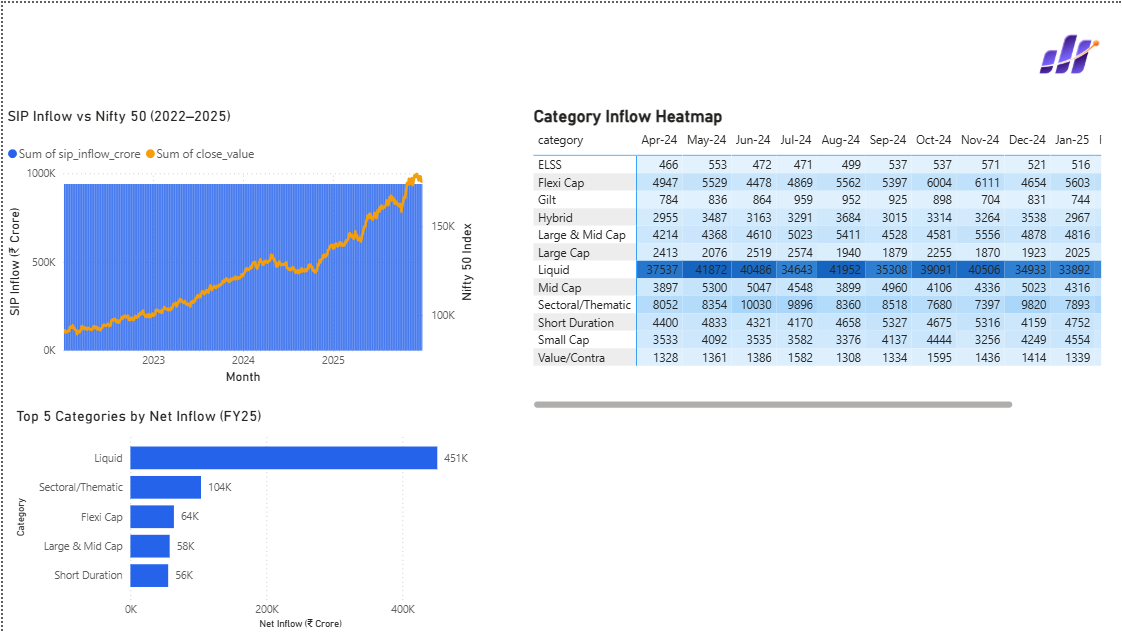 SIP Inflow vs Nifty 50 (2022–2025)
Sum of sip_inflow_crore Sum of close_value
SIP Inflow (₹ Crore)
1000K
500K
0K
150K
100K
Nifty 50 Index
2023 2024 2025
Month
Category Inflow Heatmap
category Apr-24 May-24 Jun-24 Jul-24 Aug-24 Sep-24 Oct-24 Nov-24 Dec-24 Jan-25
ELSS 466 553 472 471 499 537 537 571 521 516
Flexi Cap 4947 5529 4478 4869 5562 5397 6004 6111 4654 5603
Gilt 784 836 864 959 952 925 898 704 831 744
Hybrid 2955 3487 3163 3291 3684 3015 3314 3264 3538 2967
Large & Mid Cap 4214 4368 4610 5023 5411 4528 4581 5556 4878 4816
Large Cap 2413 2076 2519 2574 1940 1879 2255 1870 1923 2025
Liquid 37537 41872 40486 34643 41952 35308 39091 40506 34933 33892
Mid Cap 3897 5300 5047 4548 3899 4960 4106 4336 5023 4316
Sectoral/Thematic 8052 8354 10030 9896 8360 8518 7680 7397 9820 7893
Short Duration 4400 4833 4321 4170 4658 5327 4675 5316 4159 4752
Small Cap 3533 4092 3535 3582 3376 4137 4444 3256 4249 4554
Value/Contra 1328 1361 1386 1582 1308 1334 1595 1436 1414 1339
Top 5 Categories by Net Inflow (FY25)
Category
Liquid 451K
Sectoral/Thematic 104K
Flexi Cap 64K
Large & Mid Cap 58K
Short Duration 56K
0K 200K 400K
Net Inflow (₹ Crore)